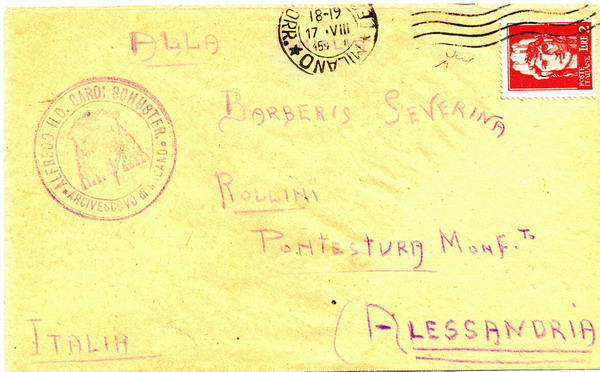 18-19
17·VIII
MILANO
CORR.
LIRE 2
POSTE
ITALIANE
ALLA
ALFREDO ILD. CARD: SCHUSTER.
ARCIVESCOVO di MILANO
BARBERIS SEVERINA
ROLLINI
PONTESTURA MONF.TO
(ALESSANDRIA
ITALIA